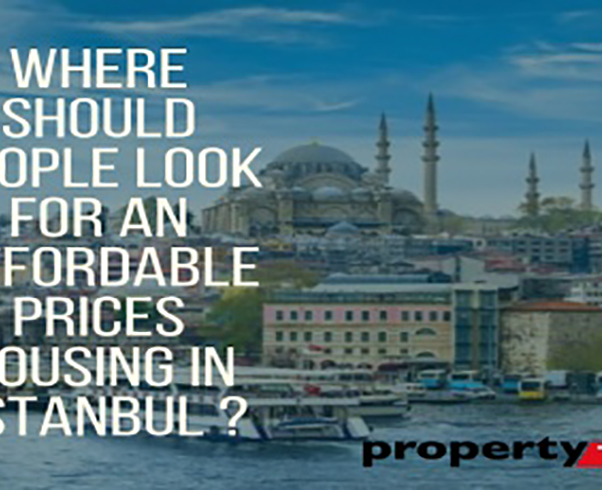 WHERE
SHOULD
OPLE LOOK
FOR AN
FORDABLE
PRICES
OUSING IN
STANBUL ?
property